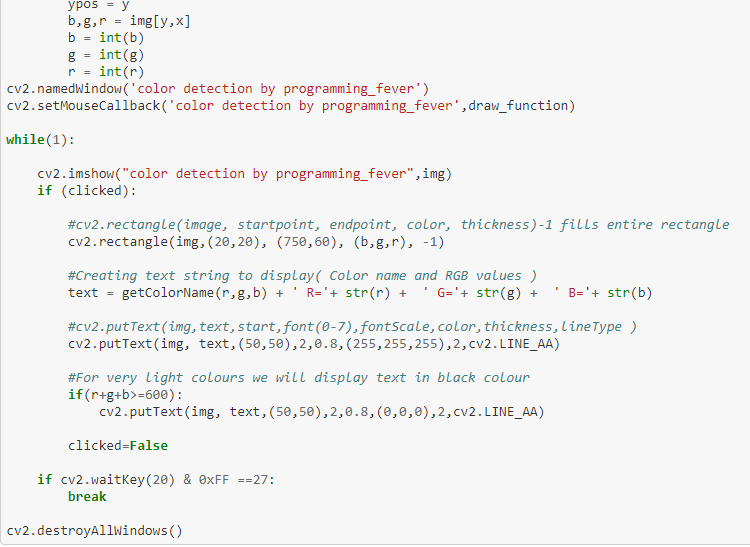 ypos = y
b,g,r = img[y,x]
b = int(b)
g = int(g)
r = int(r)
cv2.namedWindow('color detection by programming_fever')
cv2.setMouseCallback('color detection by programming_fever',draw_function)
while(1):
cv2.imshow("color detection by programming_fever",img)
if (clicked):
#cv2.rectangle(image, startpoint, endpoint, color, thickness)-1 fills entire rectangle
cv2.rectangle(img,(20,20), (750,60), (b,g,r), -1)
#Creating text string to display( Color name and RGB values )
text = getColorName(r,g,b) + ' R='+ str(r) +  ' G='+ str(g) +  ' B='+ str(b)
#cv2.putText(img,text,start,font(0-7),fontScale,color,thickness,lineType )
cv2.putText(img, text,(50,50),2,0.8,(255,255,255),2,cv2.LINE_AA)
#For very light colours we will display text in black colour
if(r+g+b>=600):
cv2.putText(img, text,(50,50),2,0.8,(0,0,0),2,cv2.LINE_AA)
clicked=False
if cv2.waitKey(20) & 0xFF ==27:
break
cv2.destroyAllWindows()